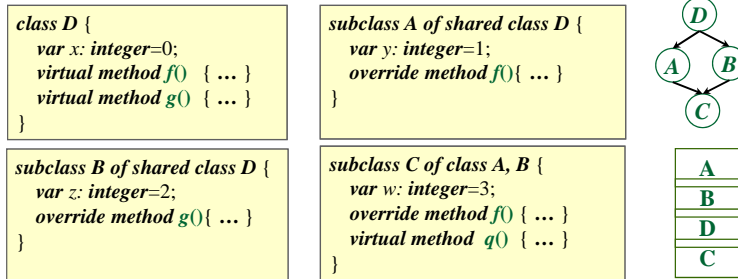 class D {
var x: integer=0;
virtual method f() { ... }
virtual method g() { ... }
}
subclass A of shared class D {
var y: integer=1;
override method f(){ ... }
}
subclass B of shared class D {
var z: integer=2;
override method g(){ ... }
}
subclass C of class A, B {
var w: integer=3;
override method f() { ... }
virtual method q() { ... }
}
D
A B
C
A
B
D
C